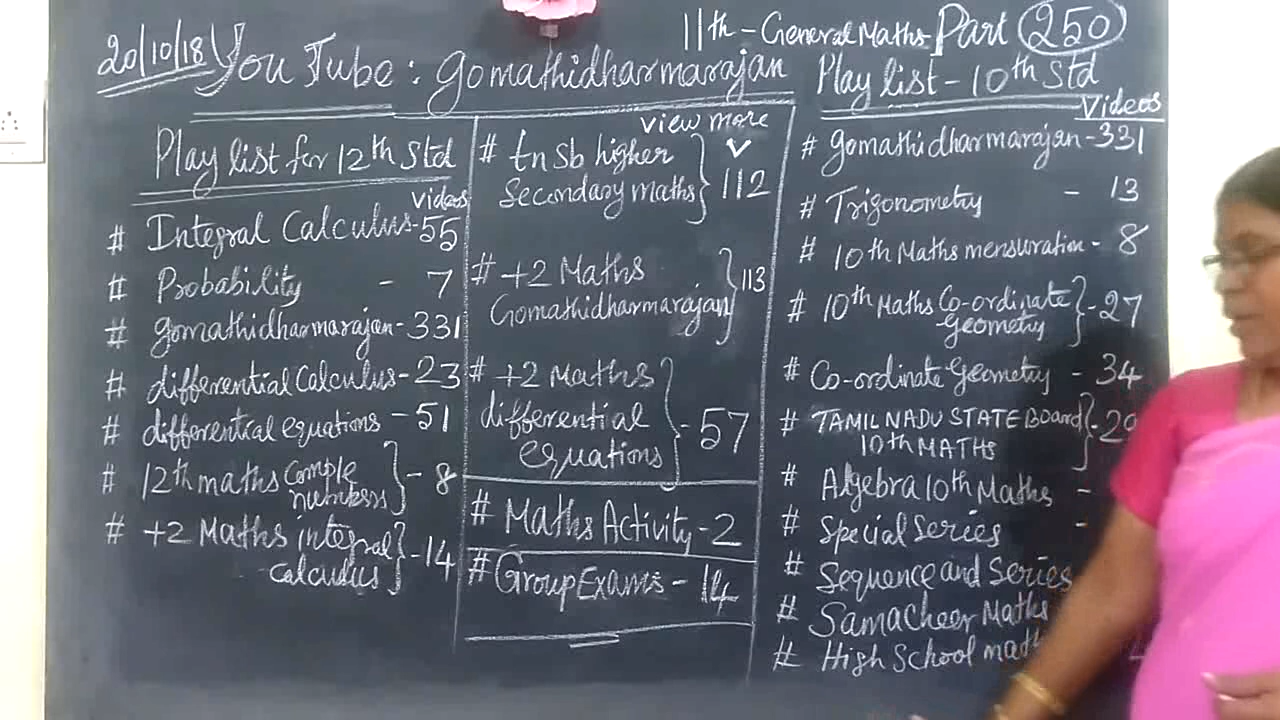 20/10/18 You Tube: gomathidharmarajan
11th - General Maths Part 250
Play list for 12th Std
Videos
# Integral Calculus - 55
# Probability - 7
# gomathidharmarajan - 331
# differential Calculus - 23
# differential equations - 51
# 12th maths comple
numbers } - 8
# +2 Maths integral
calculus } - 14
view more
# tn Sb higher
Secondary maths } 112
# +2 Maths
Gomathidharmarajan } 113
# +2 Maths
differential
equations } - 57
# Maths Activity - 2
# Group Exams - 14
Play list - 10th Std
Videos
# gomathidharmarajan - 331
# Trigonometry - 13
# 10th Maths mensuration - 8
# 10th Maths Co-ordinate
Geometry } - 27
# Co-ordinate Geometry - 34
# TAMIL NADU STATE BOARD
10th MATHS } -
# Algebra 10th Maths -
# Special Series -
# Sequence and Series
# Samacheer Maths
# High School